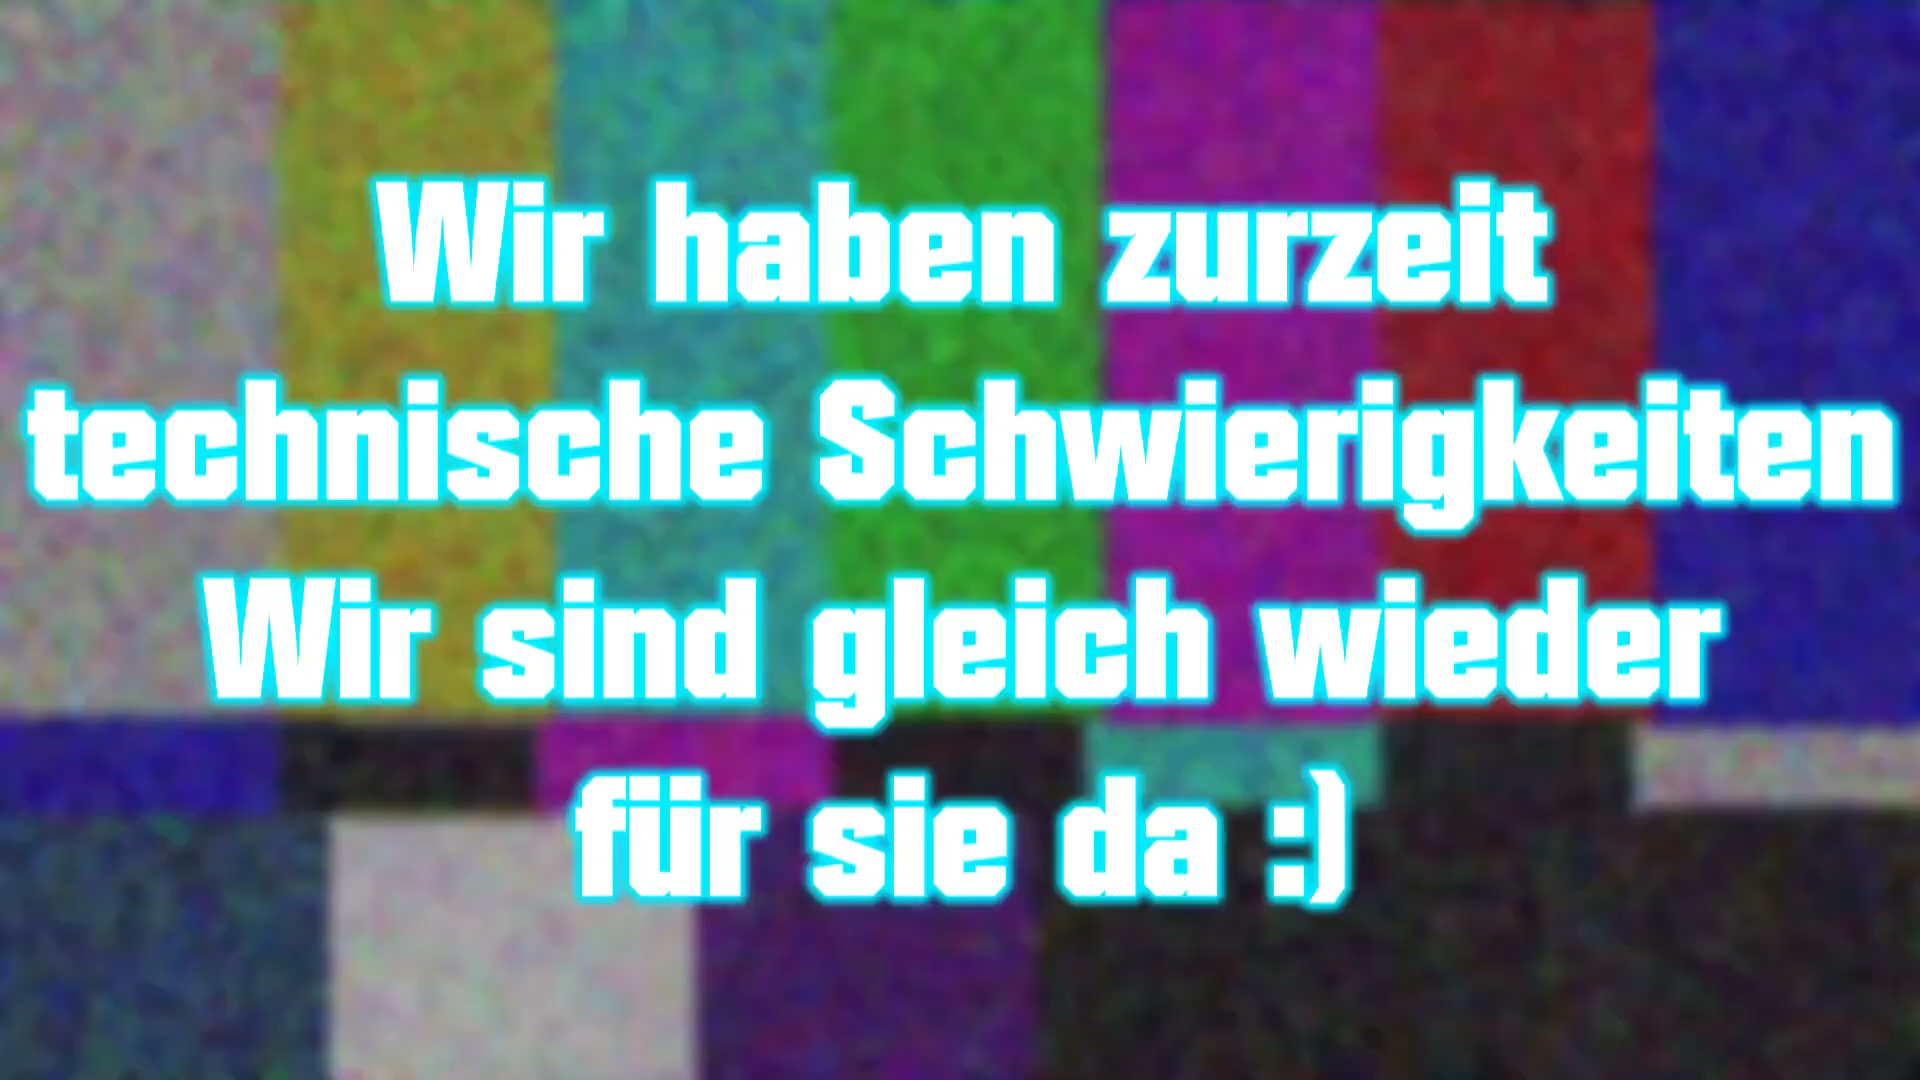 Wir haben zurzeit
technische Schwierigkeiten
Wir sind gleich wieder
für sie da :)